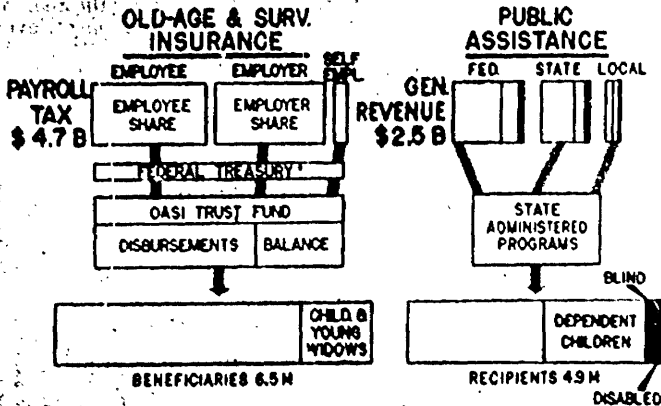 OLD-AGE & SURV.
INSURANCE
EMPLOYEE EMPLOYER SELF
EMPL.
PAYROLL
TAX
$ 4.7 B
EMPLOYEE
SHARE
EMPLOYER
SHARE
FEDERAL TREASURY
OASI TRUST FUND
DISBURSEMENTS BALANCE
CHILD. &
YOUNG
WIDOWS
BENEFICIARIES 6.5 M
PUBLIC
ASSISTANCE
FED. STATE LOCAL
GEN.
REVENUE
$2.5 B
STATE
ADMINISTERED
PROGRAMS
BLIND
DEPENDENT
CHILDREN
RECIPIENTS 4.9 M
DISABLED